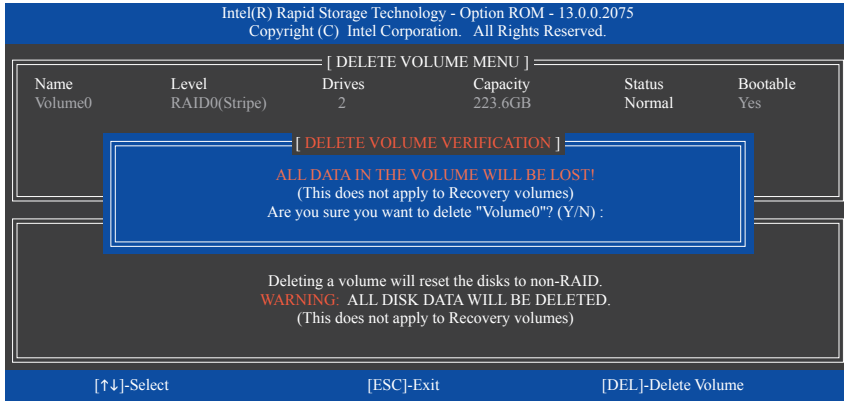 Intel(R) Rapid Storage Technology - Option ROM - 13.0.0.2075
Copyright (C) Intel Corporation. All Rights Reserved.
[ DELETE VOLUME MENU ]
Name Level Drives Capacity Status Bootable
Volume0 RAID0(Stripe) 2 223.6GB Normal Yes
[ DELETE VOLUME VERIFICATION ]
ALL DATA IN THE VOLUME WILL BE LOST!
(This does not apply to Recovery volumes)
Are you sure you want to delete "Volume0"? (Y/N) :
Deleting a volume will reset the disks to non-RAID.
WARNING: ALL DISK DATA WILL BE DELETED.
(This does not apply to Recovery volumes)
[↑↓]-Select [ESC]-Exit [DEL]-Delete Volume